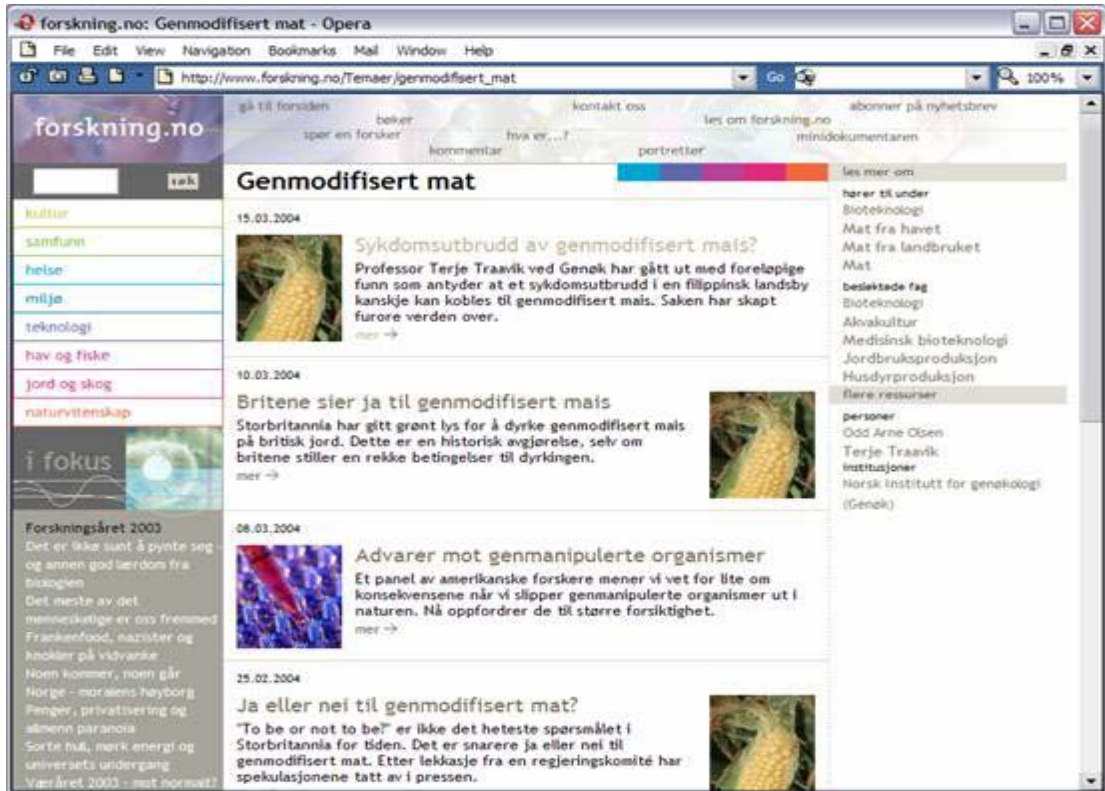 forskning.no: Genmodifisert mat - Opera
File Edit View Navigation Bookmarks Mail Window Help
http://www.forskning.no/Temaer/genmodifisert_mat Go 100%
forskning.no
gå til forsiden kontakt oss abonner på nyhetsbrev
bøker les om forskning.no
spør en forsker hva er,...? minidokumentaren
kommentar portretter
søk
kultur
samfunn
helse
miljø
teknologi
hav og fiske
jord og skog
naturvitenskap
i fokus
Forskningsåret 2003
Det er ikke sunt å pynte seg -
og annen god lærdom fra
biologien
Det meste av det
menneskelige er oss fremmed
Frankenfood, nazister og
knokler på vidvanke
Noen kommer, noen går
Norge - moralens høyborg
Penger, privatisering og
allmenn paranoia
Sorte hull, mørk energi og
universets undergang
Væråret 2003 - mot normalt?
Genmodifisert mat
15.03.2004
Sykdomsutbrudd av genmodifisert mais?
Professor Terje Traavik ved Genøk har gått ut med foreløpige
funn som antyder at et sykdomsutbrudd i en filippinsk landsby
kanskje kan kobles til genmodifisert mais. Saken har skapt
furore verden over.
mer →
10.03.2004
Britene sier ja til genmodifisert mais
Storbritannia har gitt grønt lys for å dyrke genmodifisert mais
på britisk jord. Dette er en historisk avgjørelse, selv om
britene stiller en rekke betingelser til dyrkingen.
mer →
08.03.2004
Advarer mot genmanipulerte organismer
Et panel av amerikanske forskere mener vi vet for lite om
konsekvensene når vi slipper genmanipulerte organismer ut i
naturen. Nå oppfordrer de til større forsiktighet.
mer →
25.02.2004
Ja eller nei til genmodifisert mat?
"To be or not to be?" er ikke det heteste spørsmålet i
Storbritannia for tiden. Det er snarere ja eller nei til
genmodifisert mat. Etter lekkasje fra en regjeringskomité har
spekulasjonene tatt av i pressen.
les mer om
hører til under
Bioteknologi
Mat fra havet
Mat fra landbruket
Mat
beslektede fag
Bioteknologi
Akvakultur
Medisinsk bioteknologi
Jordbruksproduksjon
Husdyrproduksjon
flere ressurser
personer
Odd Arne Olsen
Terje Traavik
institusjoner
Norsk institutt for genøkologi
(Genøk)